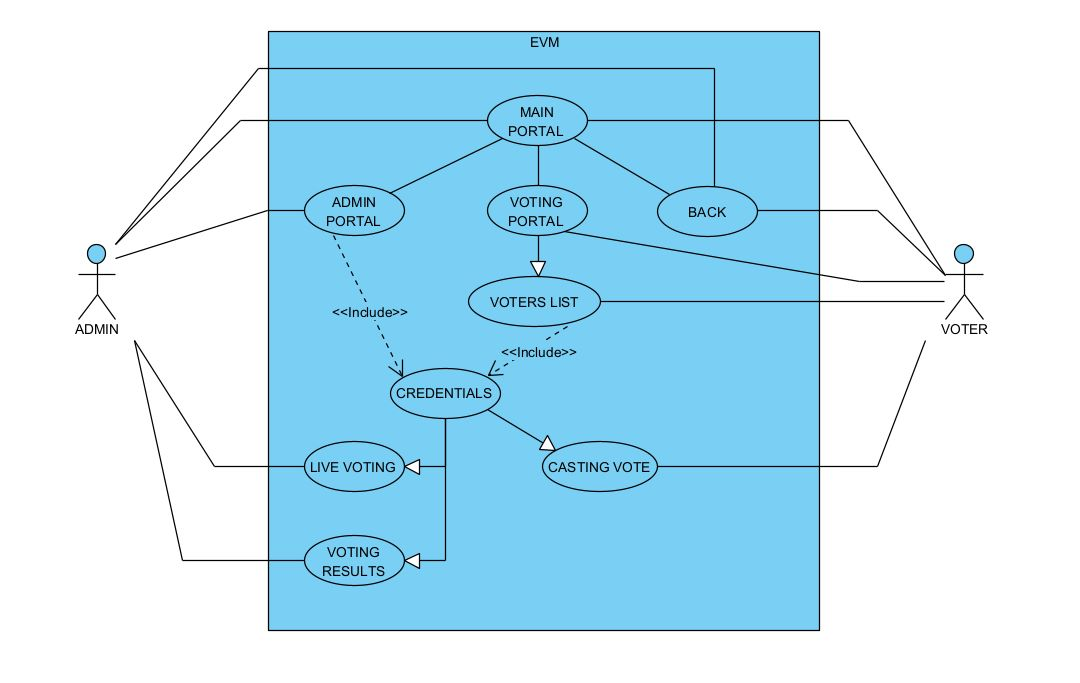 EVM
MAIN
PORTAL
ADMIN
PORTAL
VOTING
PORTAL
BACK
VOTERS LIST
<<Include>>
<<Include>>
ADMIN
VOTER
CREDENTIALS
LIVE VOTING
CASTING VOTE
VOTING
RESULTS